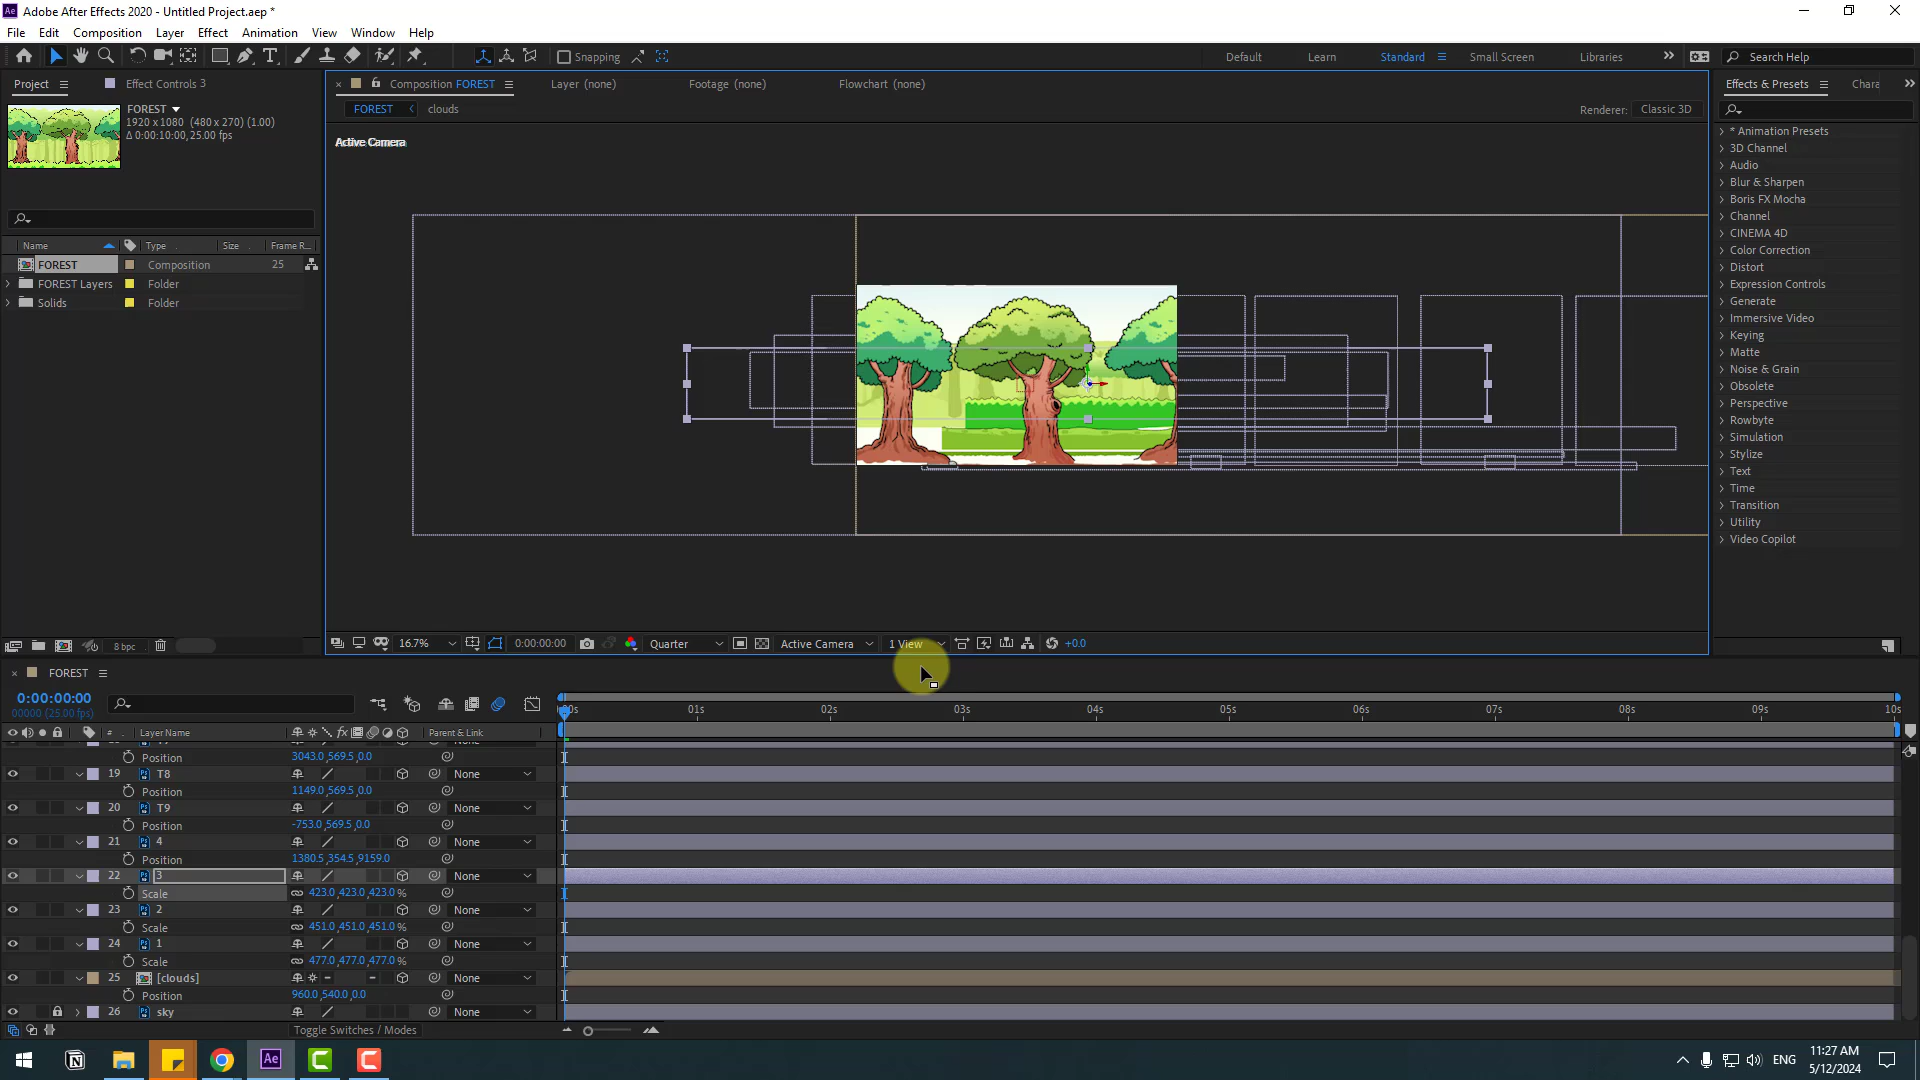 Adobe After Effects 2020 - Untitled Project.aep *
File Edit Composition Layer Effect Animation View Window Help
Snapping
Default Learn Standard Small Screen Libraries
Search Help
Project Effect Controls 3
Composition FOREST Layer (none) Footage (none) Flowchart (none)
Effects & Presets Chara
FOREST
1920 x 1080 (480 x 270) (1.00)
Δ 0:00:10:00, 25.00 fps
FOREST clouds
Renderer: Classic 3D
Active Camera
Name Type Size Frame R...
FOREST Composition 25
FOREST Layers Folder
Solids Folder
* Animation Presets
3D Channel
Audio
Blur & Sharpen
Boris FX Mocha
Channel
CINEMA 4D
Color Correction
Distort
Expression Controls
Generate
Immersive Video
Keying
Matte
Noise & Grain
Obsolete
Perspective
Rowbyte
Simulation
Stylize
Text
Time
Transition
Utility
Video Copilot
8 bpc
16.7% 0:00:00:00 Quarter Active Camera 1 View +0.0
FOREST
0:00:00:00
00000 (25.00 fps)
01s 02s 03s 04s 05s 06s 07s 08s 09s 10s
# Layer Name Parent & Link
Position 3043.0,569.5,0.0
19 T8 None
Position 1149.0,569.5,0.0
20 T9 None
Position -753.0,569.5,0.0
21 4 None
Position 1380.5,354.5,9159.0
22 3 None
Scale 423.0,423.0,423.0 %
23 2 None
Scale 451.0,451.0,451.0 %
24 1 None
Scale 477.0,477.0,477.0 %
25 [clouds] None
Position 960.0,540.0,0.0
26 sky None
Toggle Switches / Modes
ENG
11:27 AM
5/12/2024